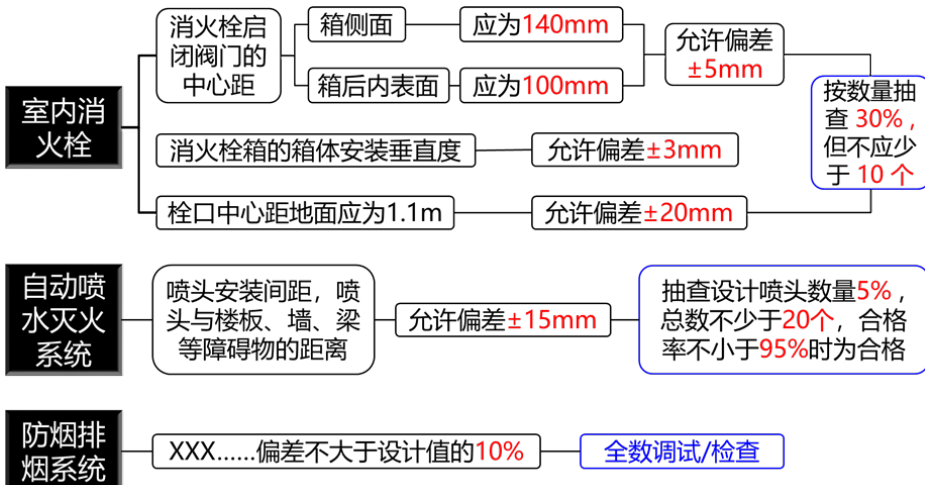 室内消
火栓
消火栓启
闭阀门的
中心距
箱侧面
应为140mm
箱后内表面
应为100mm
允许偏差
±5mm
消火栓箱的箱体安装垂直度
允许偏差±3mm
栓口中心距地面应为1.1m
允许偏差±20mm
按数量抽
查 30%，
但不应少
于 10 个
自动喷
水灭火
系统
喷头安装间距，喷
头与楼板、墙、梁
等障碍物的距离
允许偏差±15mm
抽查设计喷头数量5%，
总数不少于20个，合格
率不小于95%时为合格
防烟排
烟系统
XXX......偏差不大于设计值的10%
全数调试/检查